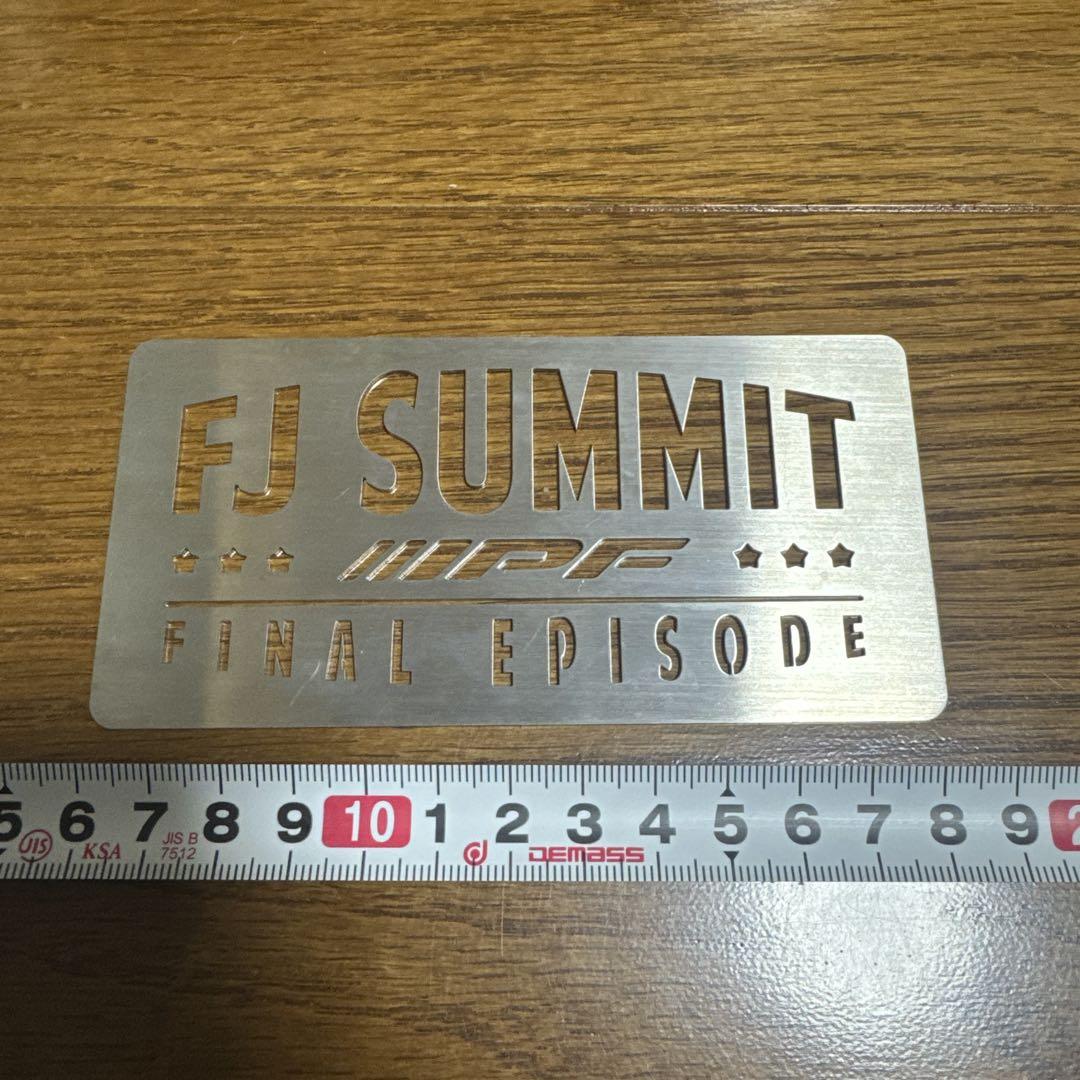 FJ SUMMIT
★★★ IPF ★★★
FINAL EPISODE
5 6 7 8 9 10 1 2 3 4 5 6 7 8 9 2
JIS KSA JIS B 7512 DEMASS